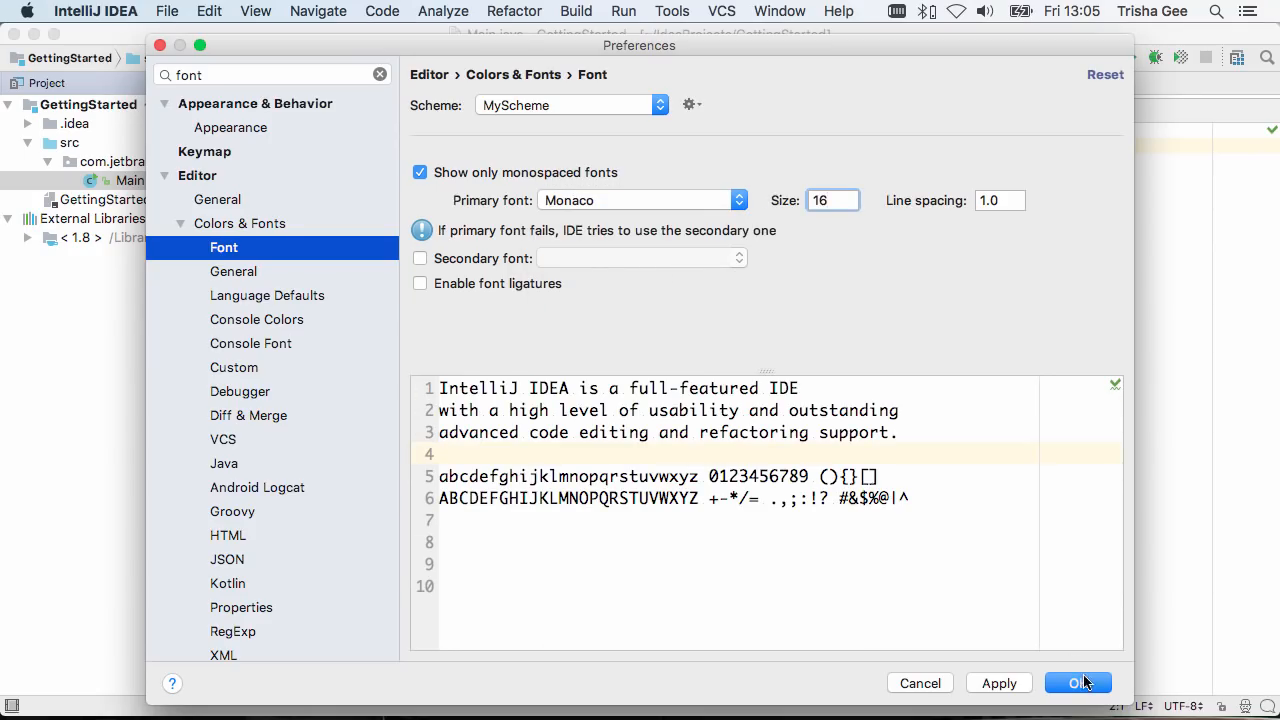 IntelliJ IDEA File Edit View Navigate Code Analyze Refactor Build Run Tools VCS Window Help Fri 13:05 Trisha Gee
Preferences
GettingStarted
Project
GettingStarted
.idea
src
com.jetbra
Main
GettingSta
External Libraries
< 1.8 > /Libra
font
Appearance & Behavior
Appearance
Keymap
Editor
General
Colors & Fonts
Font
General
Language Defaults
Console Colors
Console Font
Custom
Debugger
Diff & Merge
VCS
Java
Android Logcat
Groovy
HTML
JSON
Kotlin
Properties
RegExp
XML
Editor › Colors & Fonts › Font Reset
Scheme: MyScheme
Show only monospaced fonts
Primary font: Monaco Size: 16 Line spacing: 1.0
If primary font fails, IDE tries to use the secondary one
Secondary font:
Enable font ligatures
1 IntelliJ IDEA is a full-featured IDE
2 with a high level of usability and outstanding
3 advanced code editing and refactoring support.
4
5 abcdefghijklmnopqrstuvwxyz 0123456789 (){}[]
6 ABCDEFGHIJKLMNOPQRSTUVWXYZ +-*/= .,;:!? #&$%@|^
7
8
9
10
? Cancel Apply
2:1 LF÷ UTF-8÷